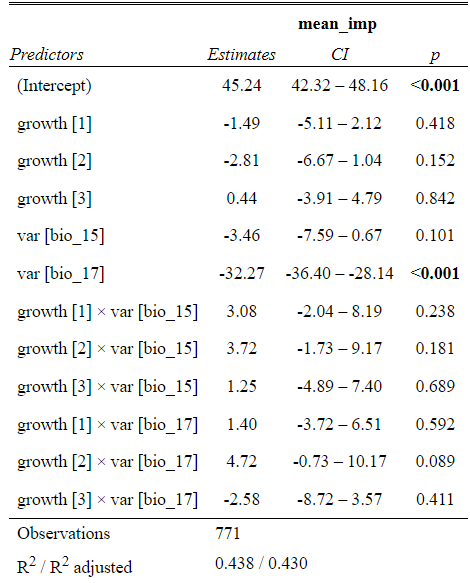 mean_imp
Predictors Estimates CI p
(Intercept) 45.24 42.32 – 48.16 <0.001
growth [1] -1.49 -5.11 – 2.12 0.418
growth [2] -2.81 -6.67 – 1.04 0.152
growth [3] 0.44 -3.91 – 4.79 0.842
var [bio_15] -3.46 -7.59 – 0.67 0.101
var [bio_17] -32.27 -36.40 – -28.14 <0.001
growth [1] × var [bio_15] 3.08 -2.04 – 8.19 0.238
growth [2] × var [bio_15] 3.72 -1.73 – 9.17 0.181
growth [3] × var [bio_15] 1.25 -4.89 – 7.40 0.689
growth [1] × var [bio_17] 1.40 -3.72 – 6.51 0.592
growth [2] × var [bio_17] 4.72 -0.73 – 10.17 0.089
growth [3] × var [bio_17] -2.58 -8.72 – 3.57 0.411
Observations 771
R² / R² adjusted 0.438 / 0.430